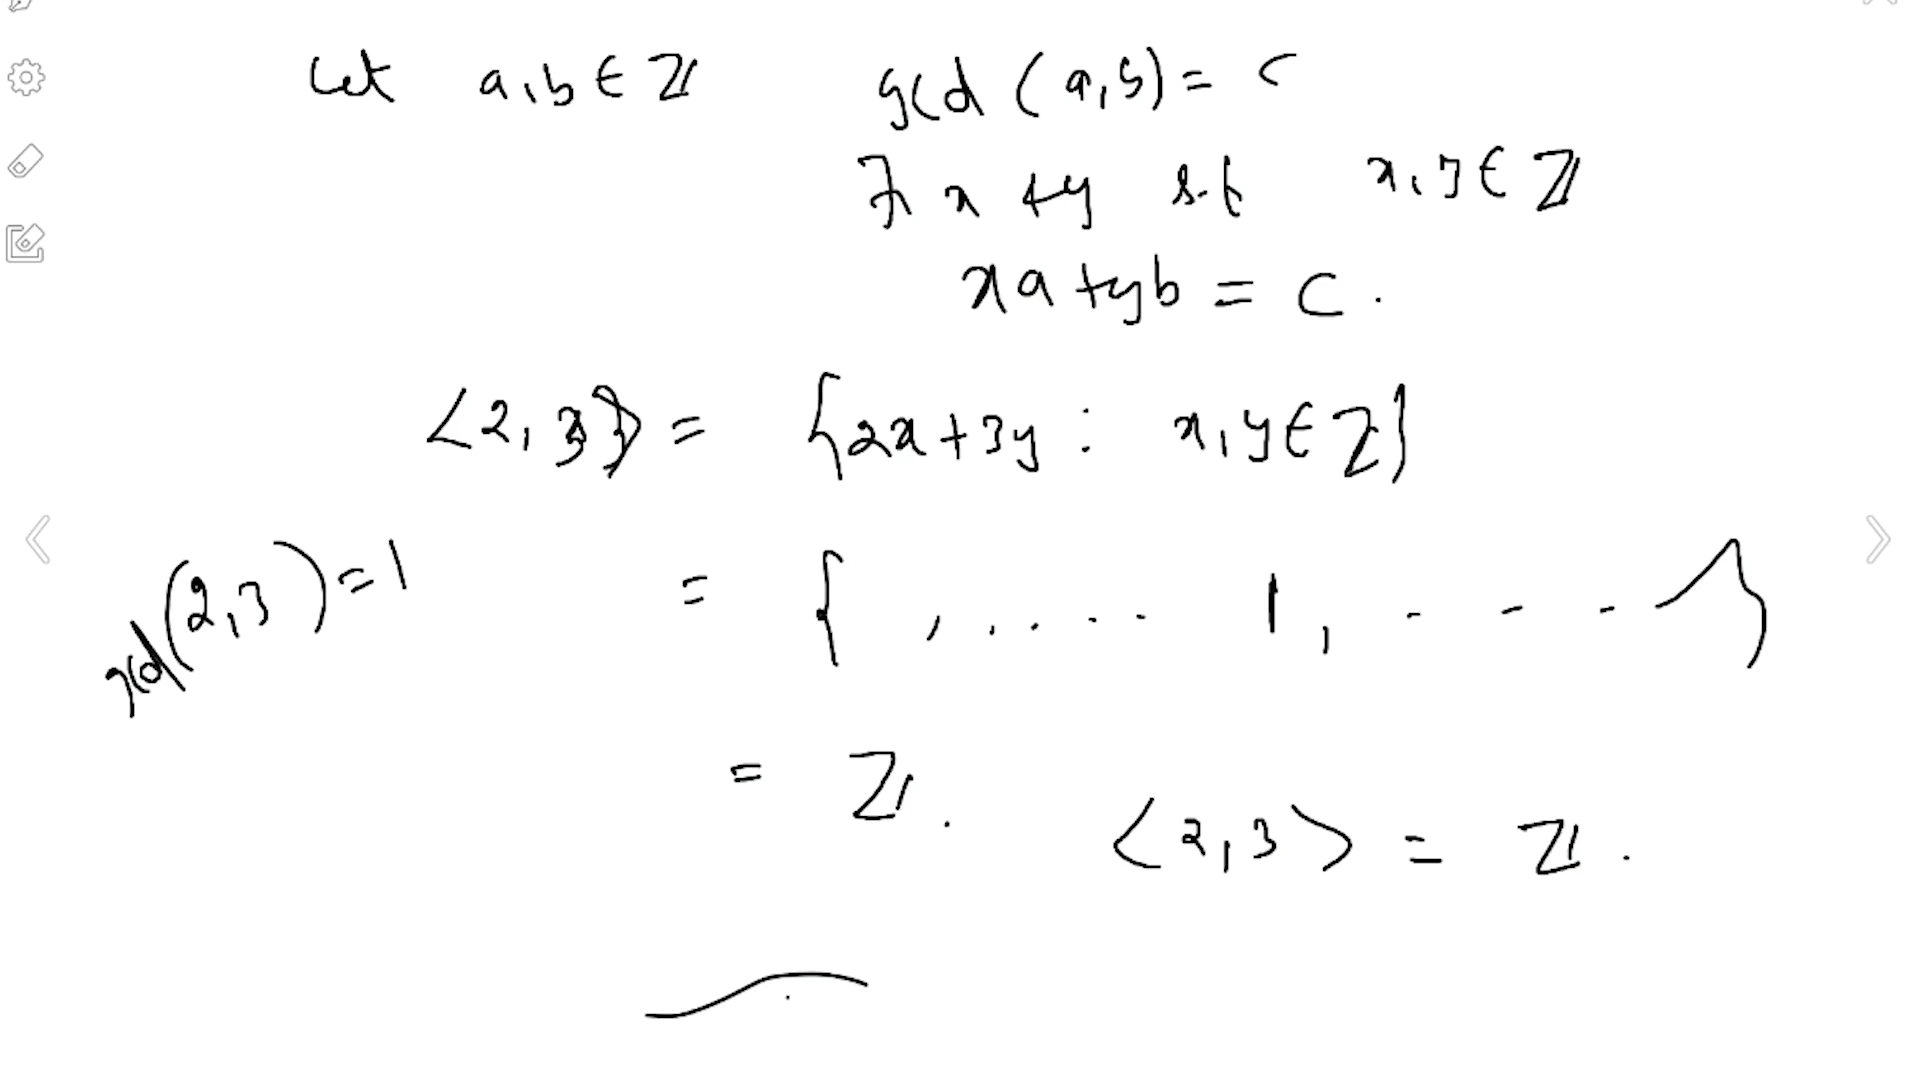 Let a,b ∈ ℤ gcd (a,b) = c
∃ x +y s.t x,y ∈ ℤ
xa+yb = c.
<2,3> = {2x+3y : x,y ∈ ℤ}
gcd(2,3)=1
= { , . . . . . 1, . - - - }
= ℤ.
<2,3> = ℤ.